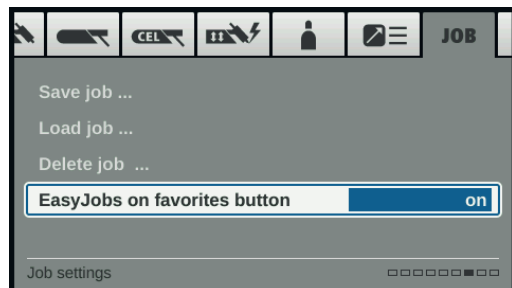 CEL JOB
Save job ...
Load job ...
Delete job ...
EasyJobs on favorites button on
Job settings